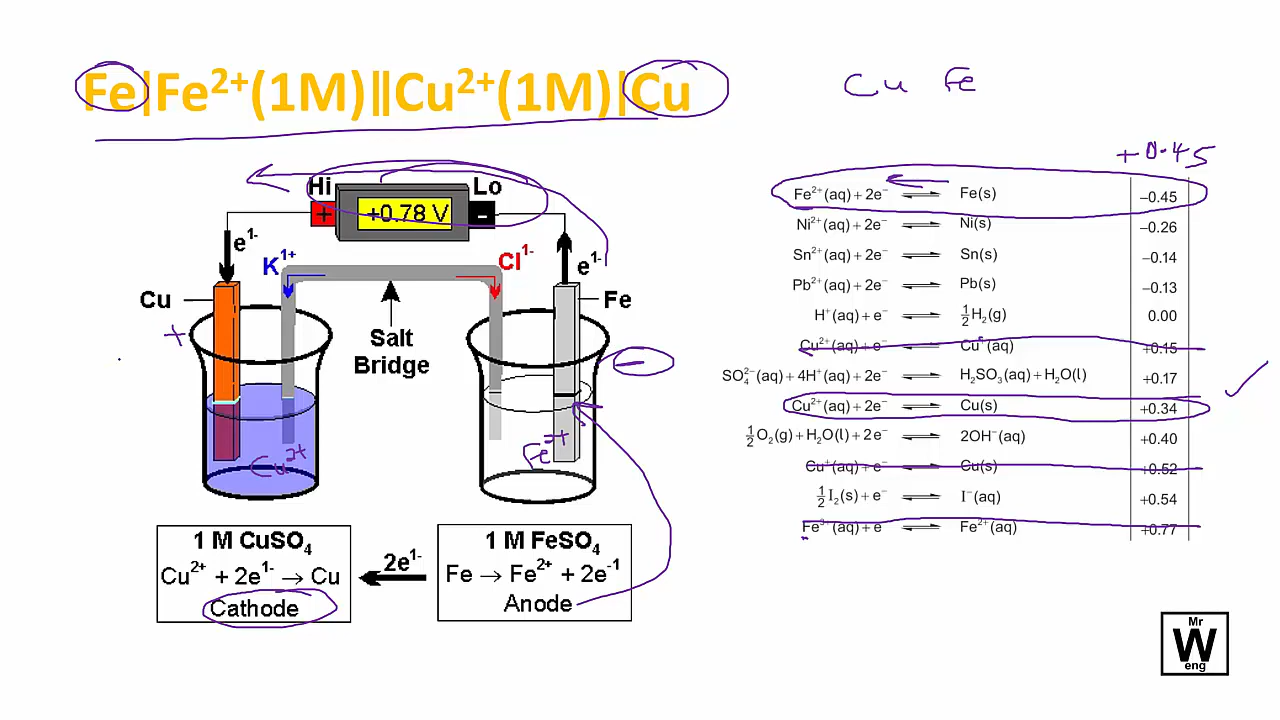 Fe|Fe²⁺(1M)‖Cu²⁺(1M)|Cu
Cu Fe
+0.45
Hi Lo
+ +0.78 V -
e¹⁻ K¹⁺ Cl¹⁻ e¹⁻
Cu Fe
Salt
Bridge
+ −
Cu²⁺ Fe²⁺
1 M CuSO₄
Cu²⁺ + 2e¹⁻ → Cu
Cathode
2e¹⁻
1 M FeSO₄
Fe → Fe²⁺ + 2e⁻¹
Anode
Fe²⁺(aq) + 2e⁻ ⇌ Fe(s) −0.45
Ni²⁺(aq) + 2e⁻ ⇌ Ni(s) −0.26
Sn²⁺(aq) + 2e⁻ ⇌ Sn(s) −0.14
Pb²⁺(aq) + 2e⁻ ⇌ Pb(s) −0.13
H⁺(aq) + e⁻ ⇌ ½H₂(g) 0.00
Cu²⁺(aq) + e⁻ ⇌ Cu⁺(aq) +0.15
SO₄²⁻(aq) + 4H⁺(aq) + 2e⁻ ⇌ H₂SO₃(aq) + H₂O(l) +0.17
Cu²⁺(aq) + 2e⁻ ⇌ Cu(s) +0.34
½O₂(g) + H₂O(l) + 2e⁻ ⇌ 2OH⁻(aq) +0.40
Cu⁺(aq) + e⁻ ⇌ Cu(s) +0.52
½I₂(s) + e⁻ ⇌ I⁻(aq) +0.54
Fe³⁺(aq) + e ⇌ Fe²⁺(aq) +0.77
Mr
W
eng